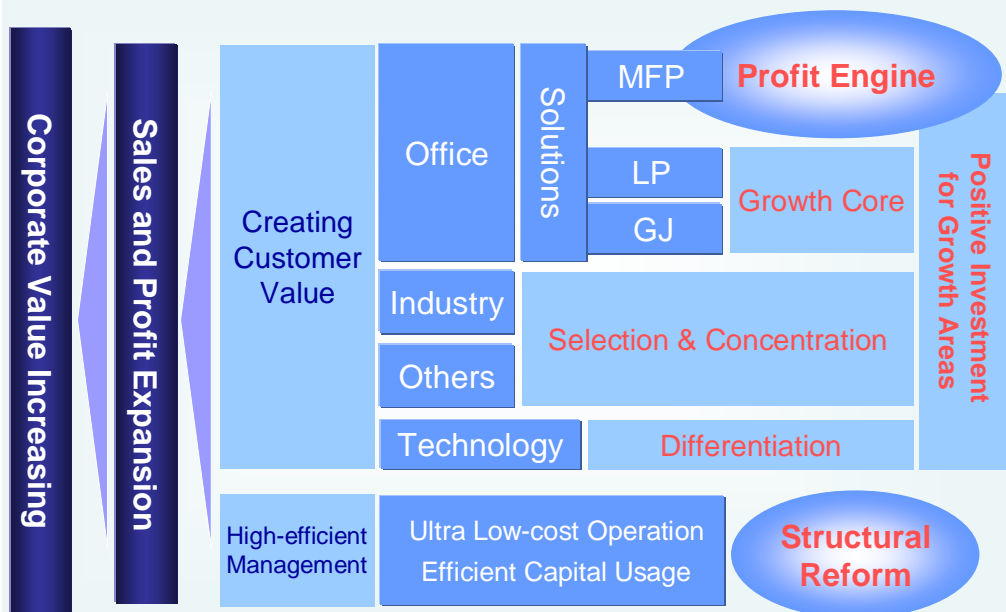 Corporate Value Increasing
Sales and Profit Expansion
Creating
Customer
Value
Office
Solutions
MFP
Profit Engine
LP
GJ
Growth Core
Industry
Others
Selection & Concentration
Technology
Differentiation
Positive Investment
for Growth Areas
High-efficient
Management
Ultra Low-cost Operation
Efficient Capital Usage
Structural
Reform